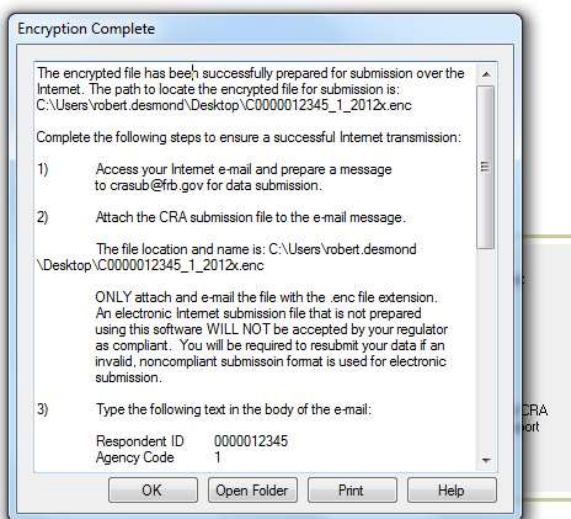 Encryption Complete
The encrypted file has been successfully prepared for submission over the
Internet. The path to locate the encrypted file for submission is:
C:\Users\robert.desmond\Desktop\C0000012345_1_2012x.enc
Complete the following steps to ensure a successful Internet transmission:
1) Access your Internet e-mail and prepare a message
to crasub@frb.gov for data submission.
2) Attach the CRA submission file to the e-mail message.
The file location and name is: C:\Users\robert.desmond
\Desktop\C0000012345_1_2012x.enc
ONLY attach and e-mail the file with the .enc file extension.
An electronic Internet submission file that is not prepared
using this software WILL NOT be accepted by your regulator
as compliant. You will be required to resubmit your data if an
invalid, noncompliant submissoin format is used for electronic
submission.
3) Type the following text in the body of the e-mail:
Respondent ID 0000012345
Agency Code 1
OK Open Folder Print Help
CRA